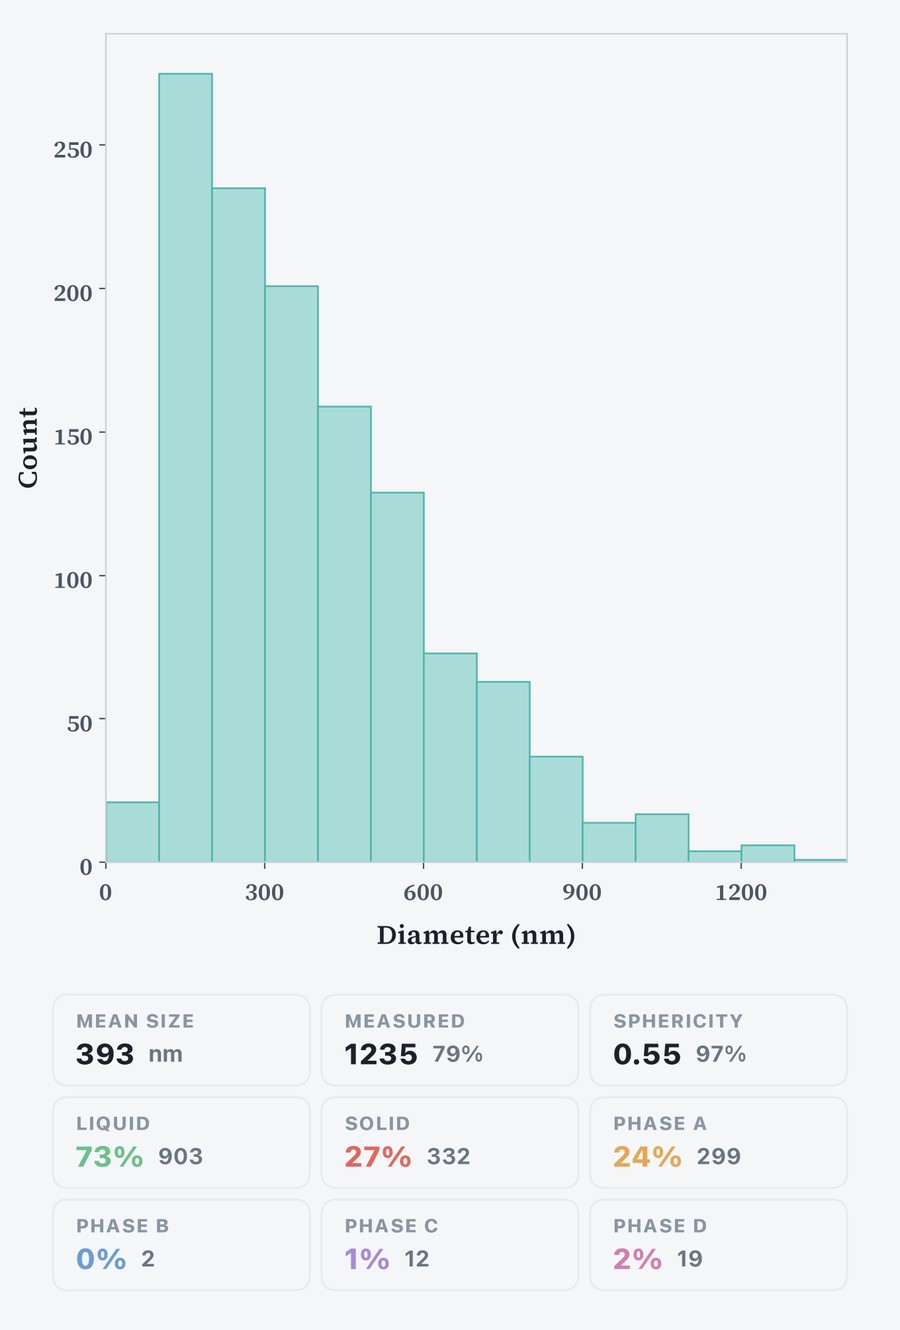 250
200
150
100
50
0
Count
0 300 600 900 1200
Diameter (nm)
MEAN SIZE
393 nm
MEASURED
1235 79%
SPHERICITY
0.55 97%
LIQUID
73% 903
SOLID
27% 332
PHASE A
24% 299
PHASE B
0% 2
PHASE C
1% 12
PHASE D
2% 19